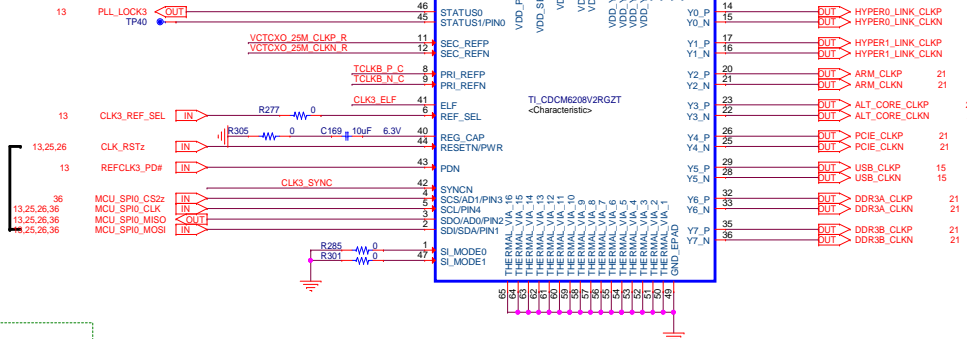 13 PLL_LOCK3 OUT 46 STATUS0
TP40 45 STATUS1/PIN0
VCTCXO_25M_CLKP_R 11 SEC_REFP
VCTCXO_25M_CLKN_R 12 SEC_REFN
TCLKB_P_C 8 PRI_REFP
TCLKB_N_C 9 PRI_REFN
CLK3_ELF 41 ELF
13 CLK3_REF_SEL IN R277 0 6 REF_SEL
R305 0 C169 10uF 6.3V 40 REG_CAP
13,25,26 CLK_RSTz IN 44 RESETN/PWR
13 REFCLK3_PD# IN 43 PDN
CLK3_SYNC 42 SYNCN
36 MCU_SPI0_CS2z IN 4 SCS/AD1/PIN3
13,25,26,36 MCU_SPI0_CLK IN 5 SCL/PIN4
13,25,26,36 MCU_SPI0_MISO OUT 3 SDO/AD0/PIN2
13,25,26,36 MCU_SPI0_MOSI IN 2 SDI/SDA/PIN1
R285 0 1 SI_MODE0
R301 0 47 SI_MODE1
TI_CDCM6208V2RGZT
<Characteristic>
Y0_P 14 OUT HYPER0_LINK_CLKP
Y0_N 15 OUT HYPER0_LINK_CLKN
Y1_P 17 OUT HYPER1_LINK_CLKP
Y1_N 16 OUT HYPER1_LINK_CLKN
Y2_P 20 OUT ARM_CLKP 21
Y2_N 21 OUT ARM_CLKN 21
Y3_P 23 OUT ALT_CORE_CLKP
Y3_N 22 OUT ALT_CORE_CLKN
Y4_P 26 OUT PCIE_CLKP 21
Y4_N 25 OUT PCIE_CLKN 21
Y5_P 29 OUT USB_CLKP 15
Y5_N 28 OUT USB_CLKN 15
Y6_P 32 OUT DDR3A_CLKP 21
Y6_N 33 OUT DDR3A_CLKN 21
Y7_P 35 OUT DDR3B_CLKP 21
Y7_N 36 OUT DDR3B_CLKN 21
THERMAL_VIA_16 65
THERMAL_VIA_15 64
THERMAL_VIA_14 63
THERMAL_VIA_13 62
THERMAL_VIA_12 61
THERMAL_VIA_11 60
THERMAL_VIA_10 59
THERMAL_VIA_9 58
THERMAL_VIA_8 57
THERMAL_VIA_7 56
THERMAL_VIA_6 55
THERMAL_VIA_5 54
THERMAL_VIA_4 53
THERMAL_VIA_3 52
THERMAL_VIA_2 51
THERMAL_VIA_1 50
GND_EPAD 49